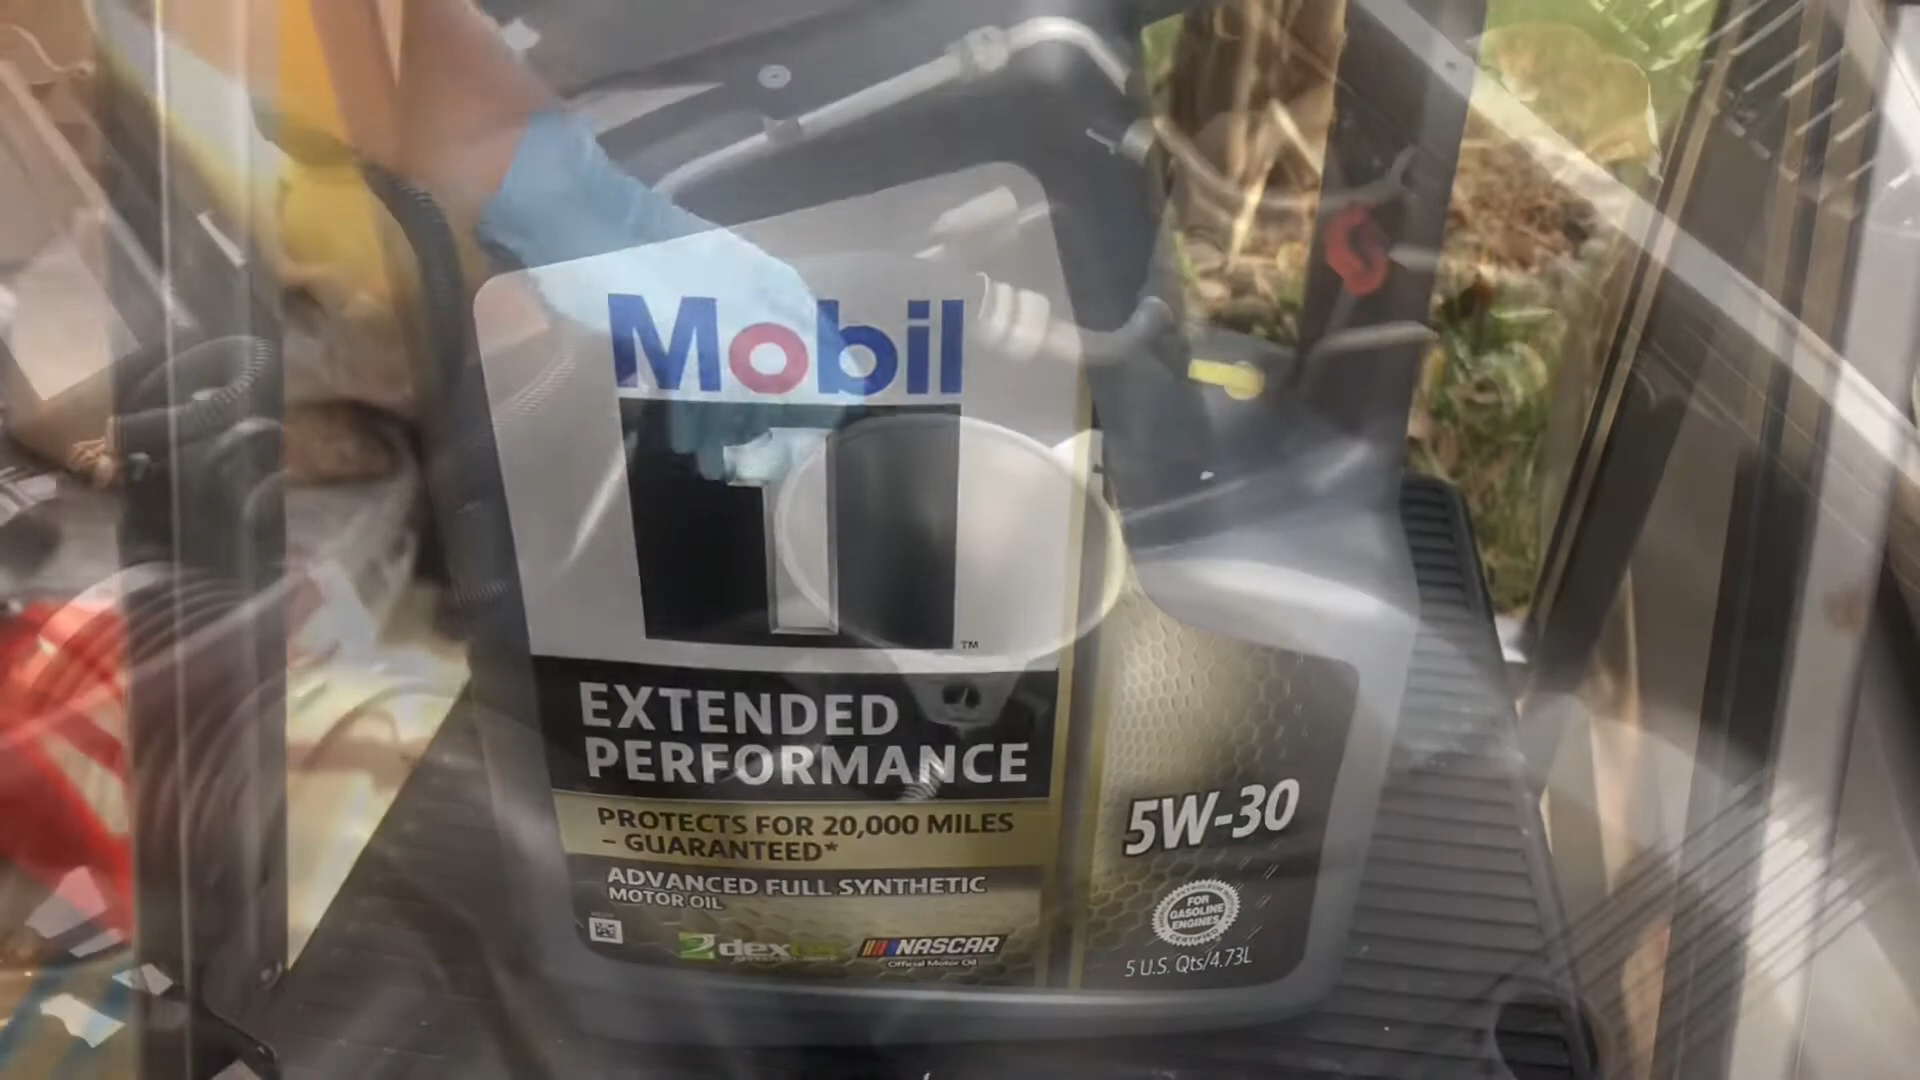 Mobil
1
TM
EXTENDED
PERFORMANCE
PROTECTS FOR 20,000 MILES
– GUARANTEED*
ADVANCED FULL SYNTHETIC
MOTOR OIL
NASCAR
Official Motor Oil
5W-30
FOR
GASOLINE
ENGINES
CERTIFIED
5 U.S. Qts/4.73L